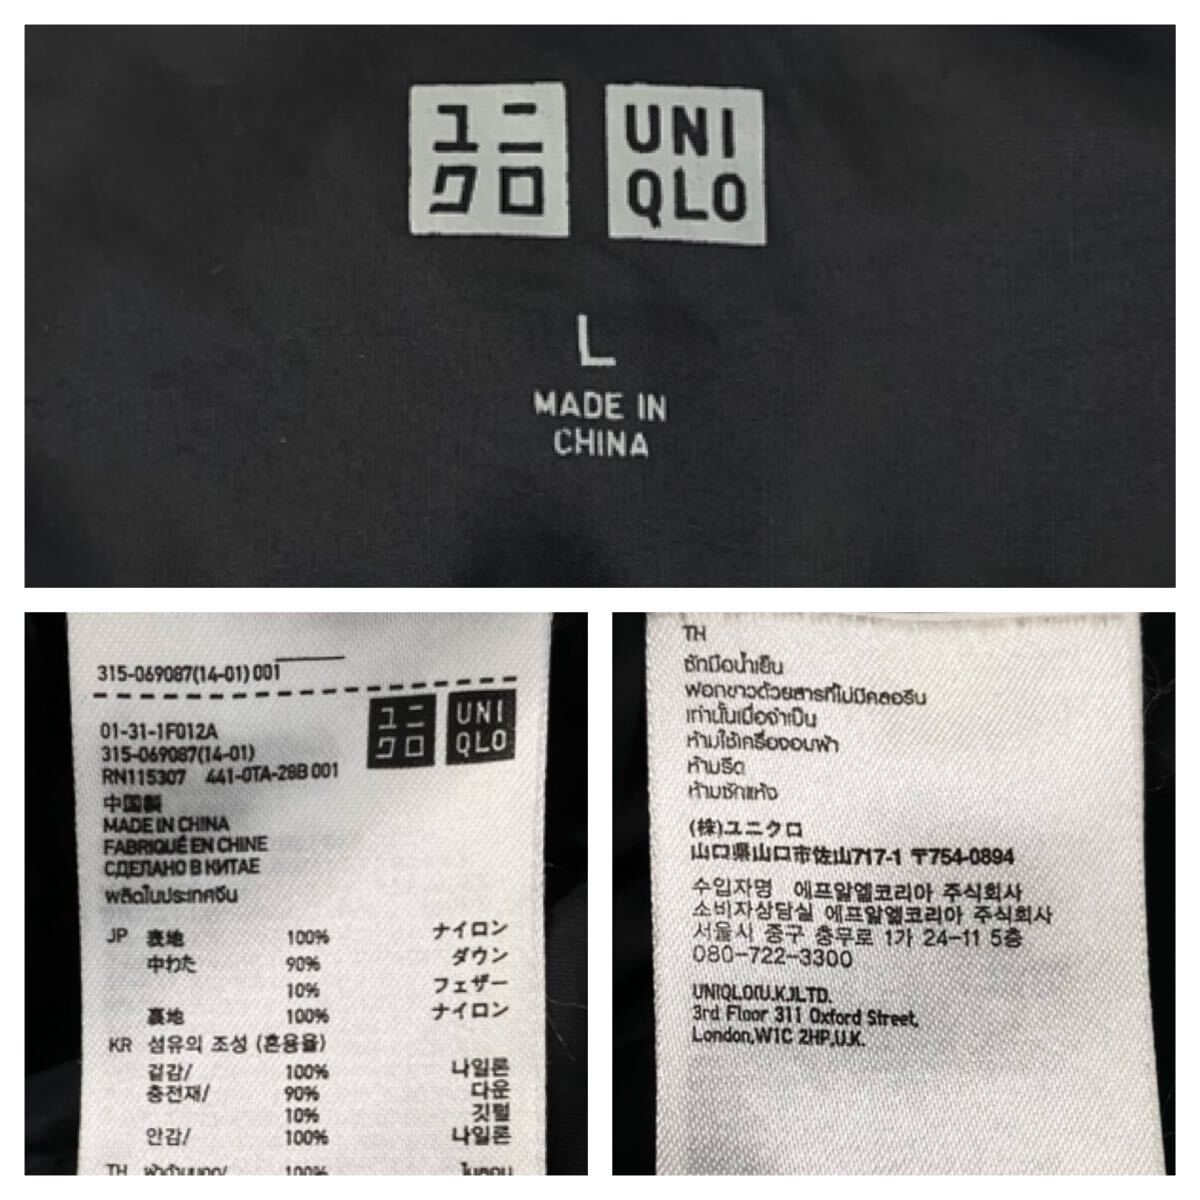 ユニ
クロ
UNI
QLO
L
MADE IN
CHINA
315-069087(14-01) 001
01-31-1F012A
315-069087(14-01)
RN115307 441-0TA-28B 001
ユニ
クロ
UNI
QLO
中国製
MADE IN CHINA
FABRIQUÉ EN CHINE
СДЕЛАНО В КИТАЕ
ผลิตในประเทศจีน
JP 表地 100% ナイロン
中わた 90% ダウン
10% フェザー
裏地 100% ナイロン
KR 섬유의 조성 (혼용율)
겉감/ 100% 나일론
충전재/ 90% 다운
10% 깃털
안감/ 100% 나일론
TH 100%
TH
ซักมือน้ำเย็น
ฟอกขาวด้วยสารที่ไม่มีคลอรีน
เท่านั้นเมื่อจำเป็น
ห้ามใช้เครื่องอบผ้า
ห้ามรีด
ห้ามซักแห้ง
(株)ユニクロ
山口県山口市佐山717-1 〒754-0894
수입자명 에프알엘코리아 주식회사
소비자상담실 에프알엘코리아 주식회사
서울시 중구 충무로 1가 24-11 5층
080-722-3300
UNIQLO(U.K.)LTD.
3rd Floor 311 Oxford Street,
London,W1C 2HP,U.K.